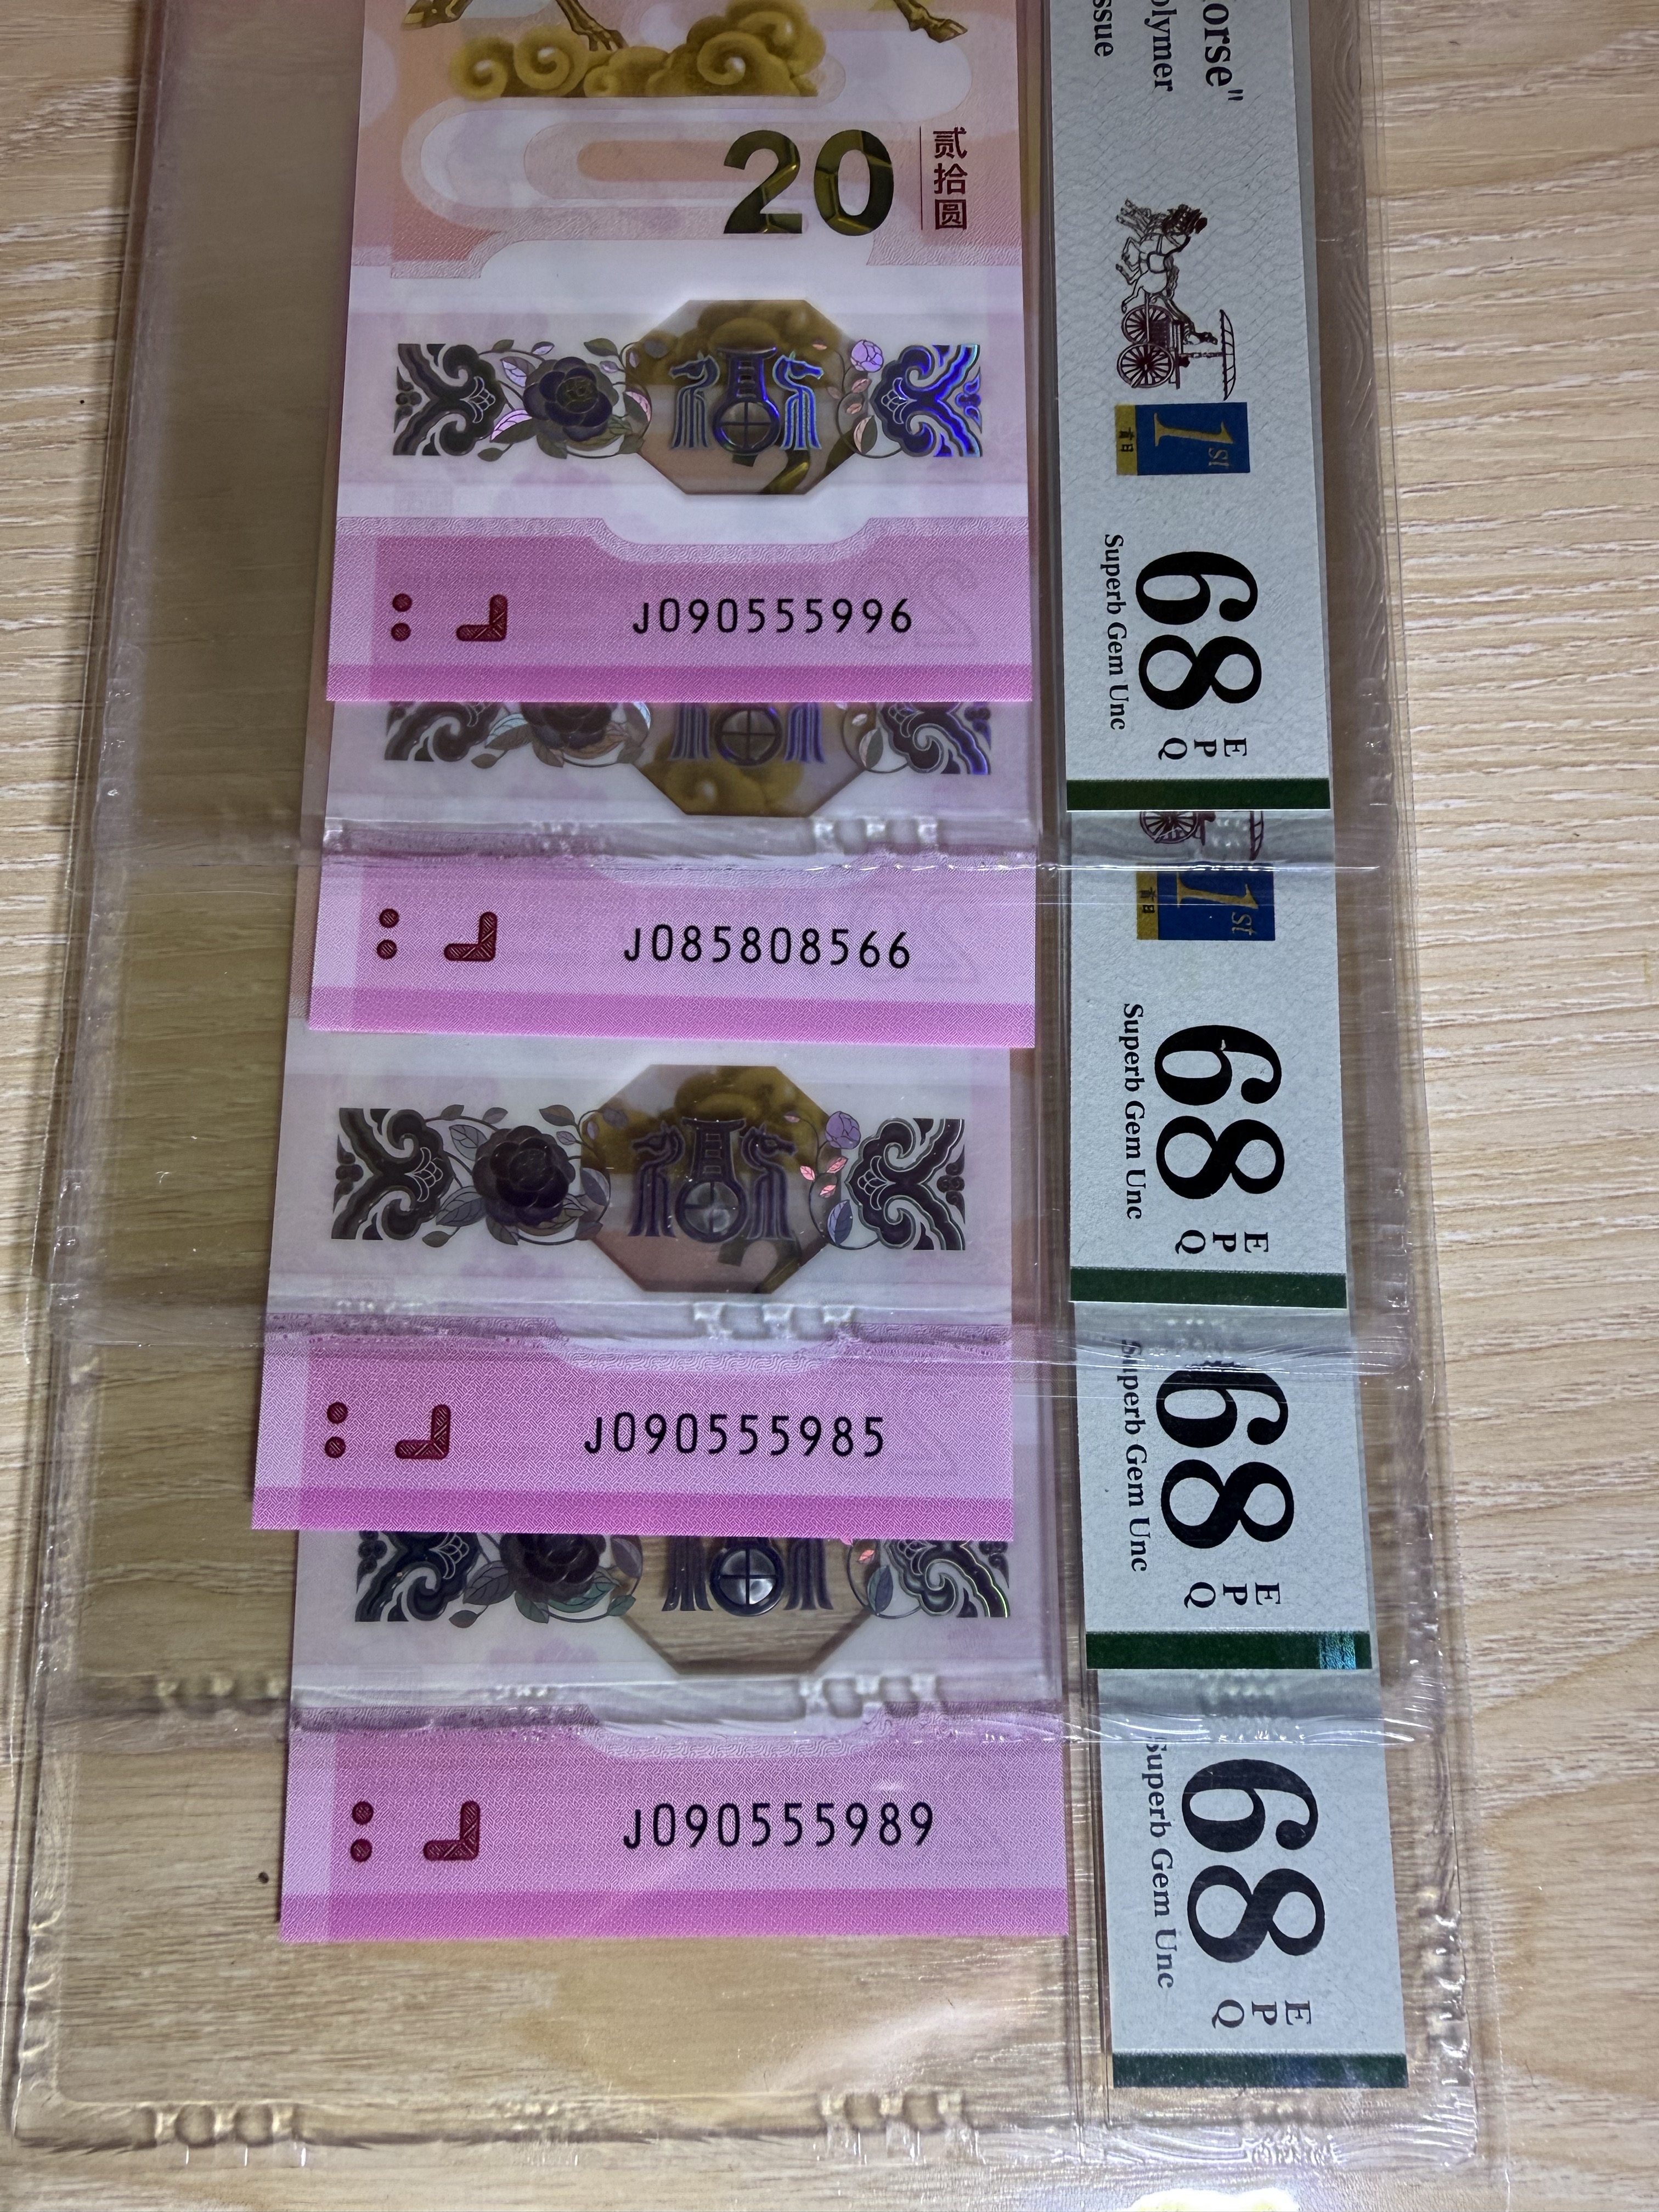 orse"
olymer
ssue
20
贰拾圆
1st
首日
J090555996
68
EPQ
Superb Gem Unc
1st
首日
J085808566
68
EPQ
Superb Gem Unc
J090555985
68
EPQ
Superb Gem Unc
J090555989
68
EPQ
Superb Gem Unc